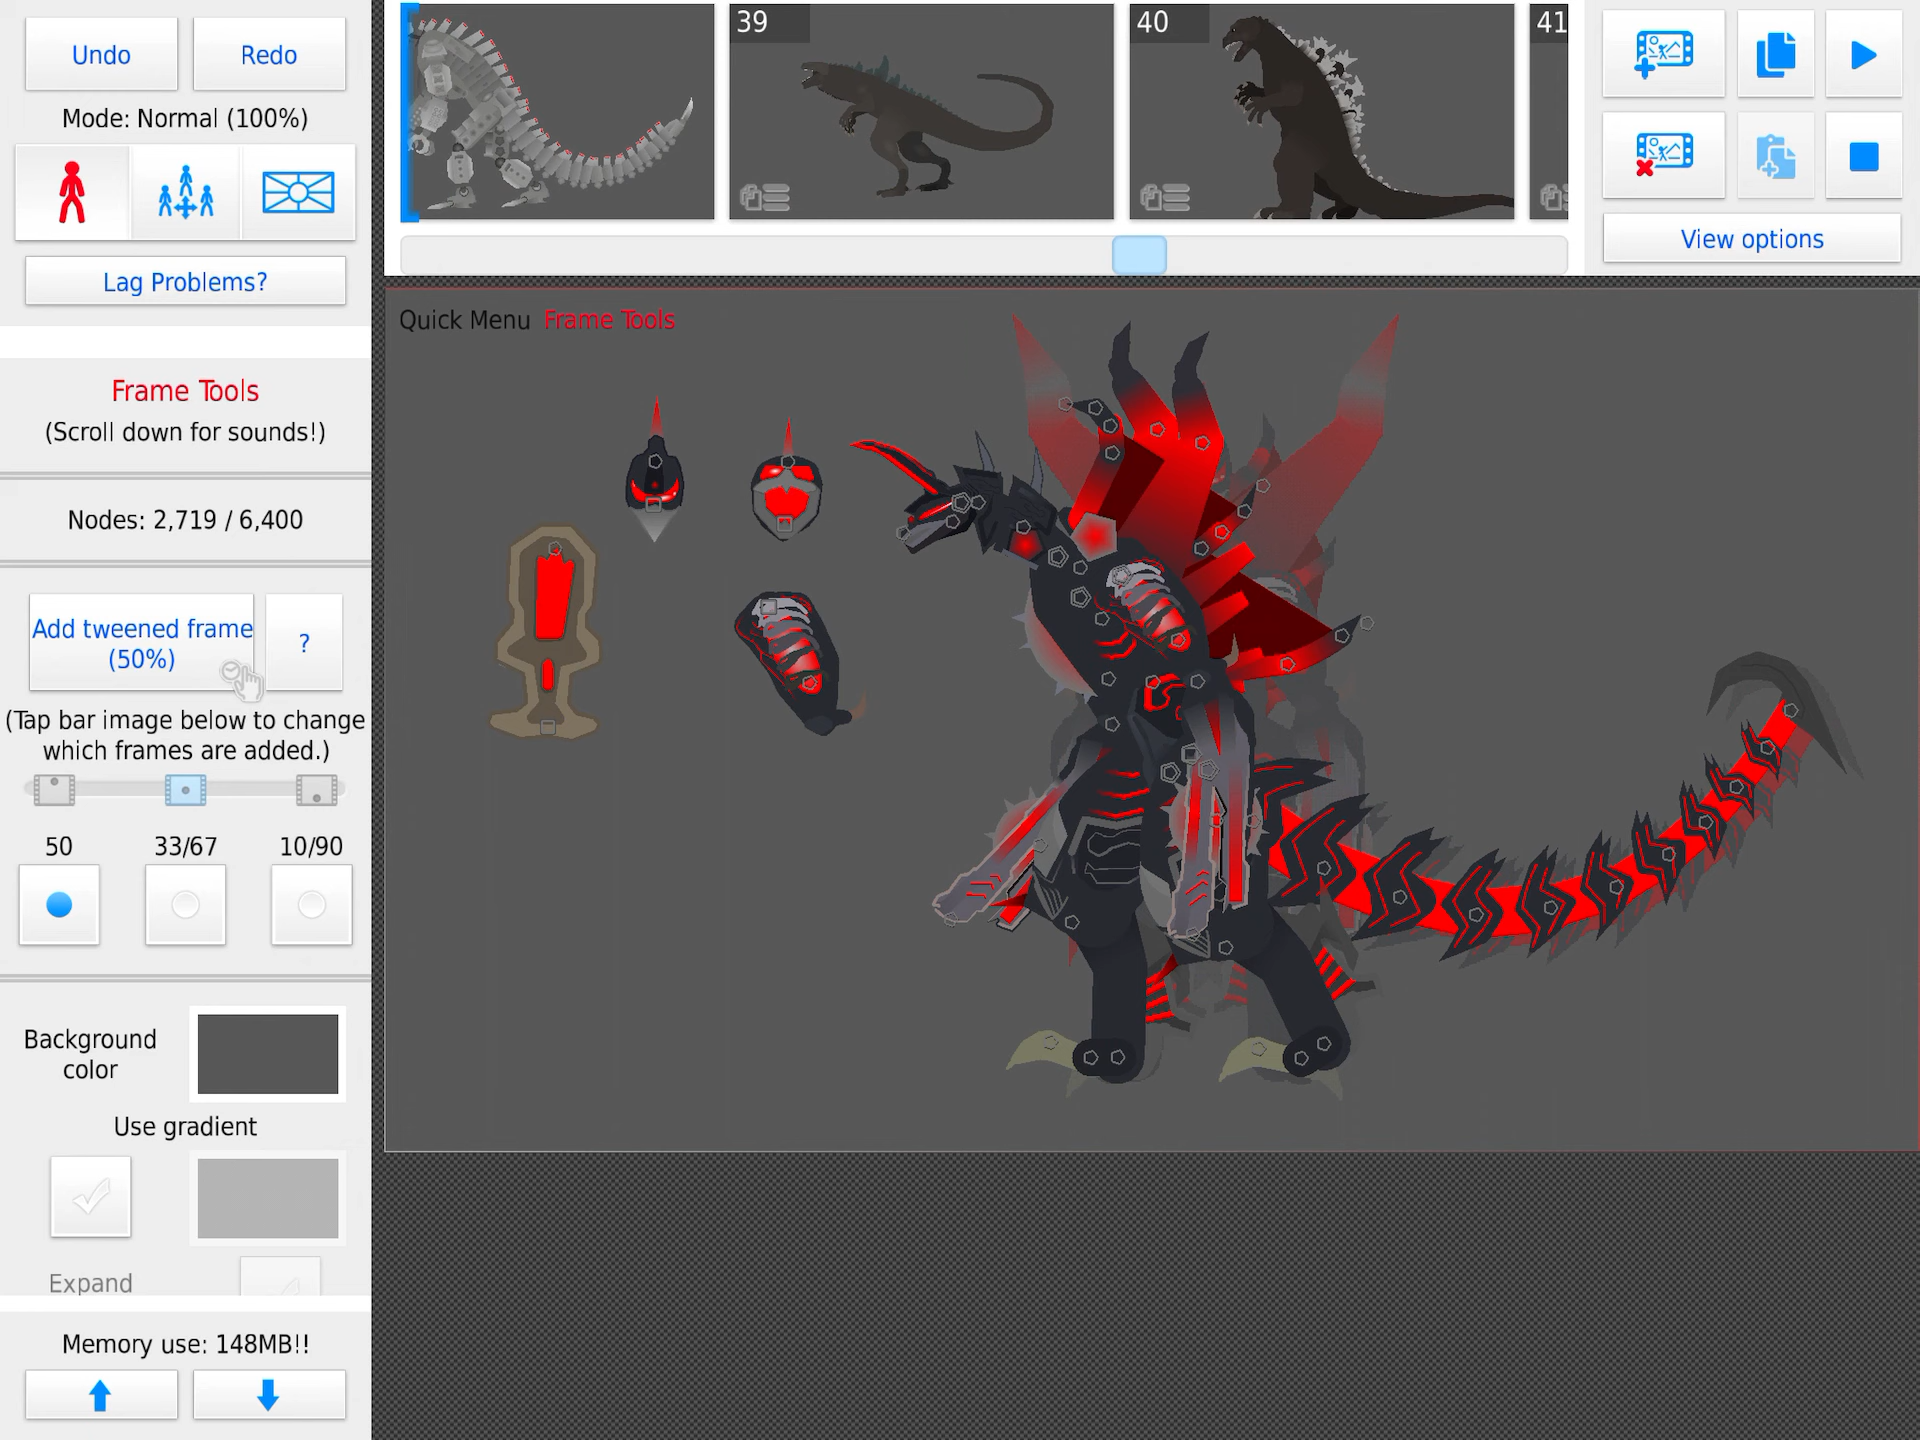 Undo
Redo
Mode: Normal (100%)
Lag Problems?
Frame Tools
(Scroll down for sounds!)
Nodes: 2,719 / 6,400
Add tweened frame
(50%)
?
(Tap bar image below to change
which frames are added.)
50
33/67
10/90
Background
color
Use gradient
Expand
Memory use: 148MB!!
39
40
41
View options
Quick Menu
Frame Tools